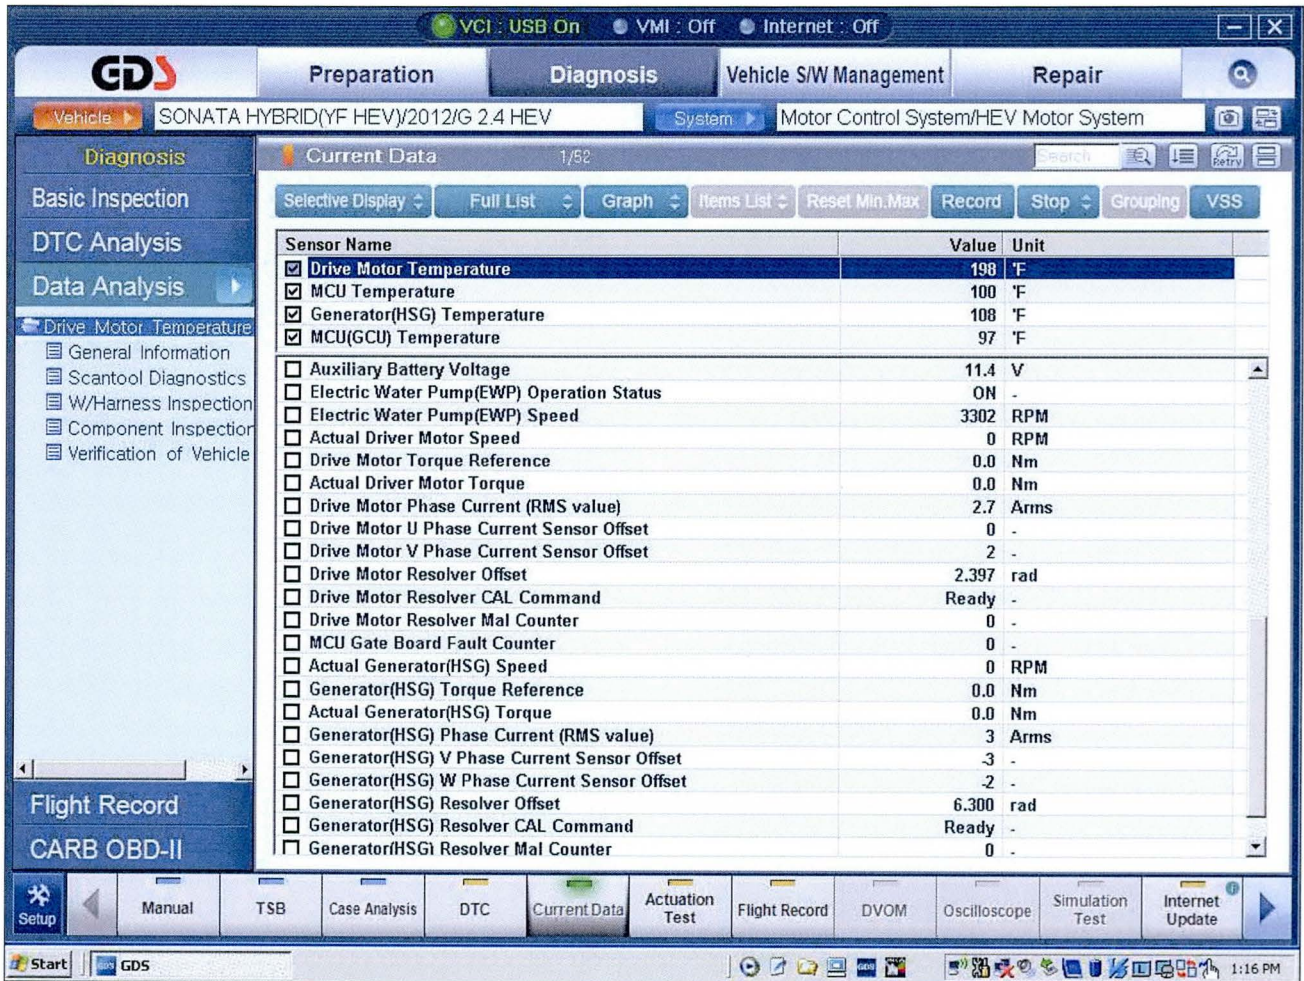 VCI : USB On VMI : Off Internet : Off
GDS Preparation Diagnosis Vehicle S/W Management Repair
Vehicle SONATA HYBRID(YF HEV)/2012/G 2.4 HEV System Motor Control System/HEV Motor System
Diagnosis Current Data 1/52 Search Retry
Basic Inspection
DTC Analysis
Data Analysis
Drive Motor Temperature
General Information
Scantool Diagnostics
W/Harness Inspection
Component Inspection
Verification of Vehicle
Flight Record
CARB OBD-II
Selective Display Full List Graph Items List Reset Min.Max Record Stop Grouping VSS
Sensor Name Value Unit
Drive Motor Temperature 198 'F
MCU Temperature 100 'F
Generator(HSG) Temperature 108 'F
MCU(GCU) Temperature 97 'F
Auxiliary Battery Voltage 11.4 V
Electric Water Pump(EWP) Operation Status ON -
Electric Water Pump(EWP) Speed 3302 RPM
Actual Driver Motor Speed 0 RPM
Drive Motor Torque Reference 0.0 Nm
Actual Driver Motor Torque 0.0 Nm
Drive Motor Phase Current (RMS value) 2.7 Arms
Drive Motor U Phase Current Sensor Offset 0 -
Drive Motor V Phase Current Sensor Offset 2 -
Drive Motor Resolver Offset 2.397 rad
Drive Motor Resolver CAL Command Ready -
Drive Motor Resolver Mal Counter 0 -
MCU Gate Board Fault Counter 0 -
Actual Generator(HSG) Speed 0 RPM
Generator(HSG) Torque Reference 0.0 Nm
Actual Generator(HSG) Torque 0.0 Nm
Generator(HSG) Phase Current (RMS value) 3 Arms
Generator(HSG) V Phase Current Sensor Offset -3 -
Generator(HSG) W Phase Current Sensor Offset -2 -
Generator(HSG) Resolver Offset 6.300 rad
Generator(HSG) Resolver CAL Command Ready -
Generator(HSG) Resolver Mal Counter 0 -
Setup Manual TSB Case Analysis DTC Current Data Actuation Test Flight Record DVOM Oscilloscope Simulation Test Internet Update
Start GDS 1:16 PM